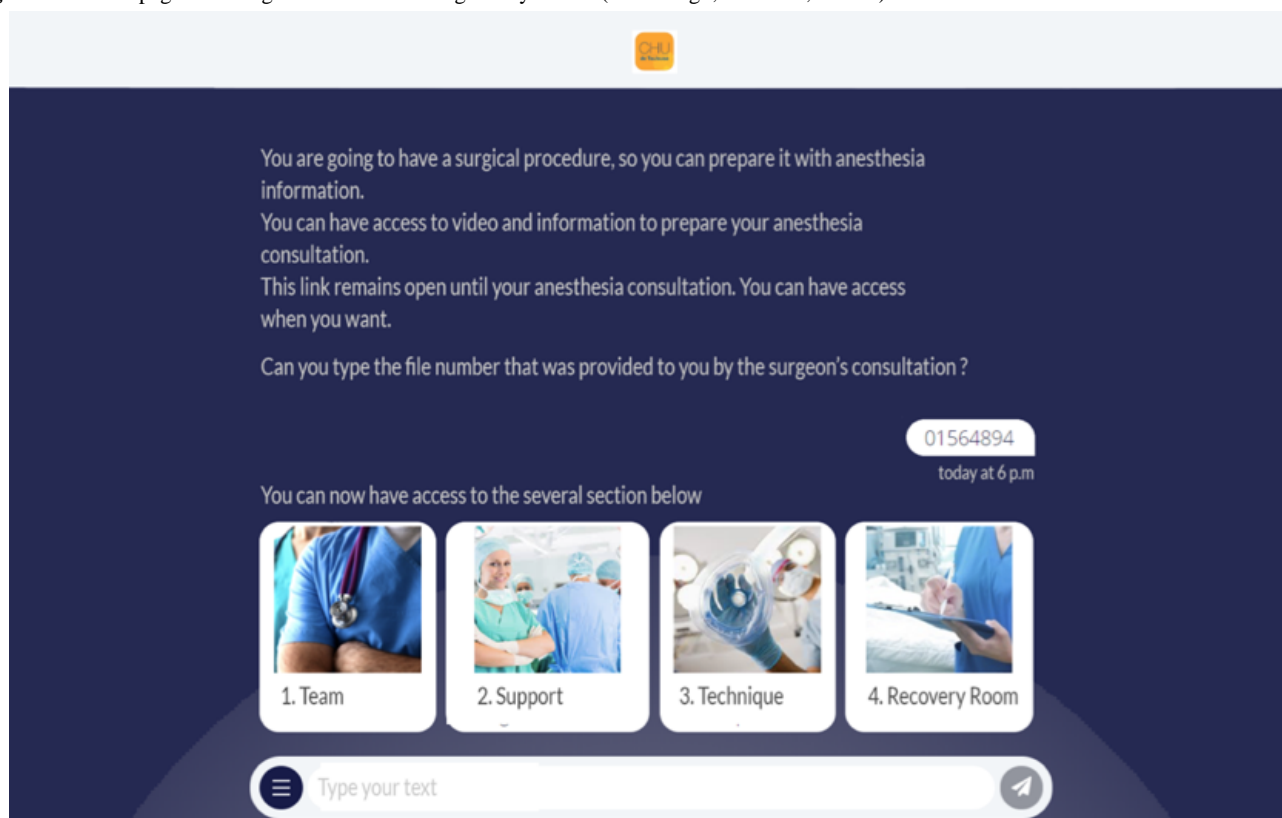 CHU
You are going to have a surgical procedure, so you can prepare it with anesthesia
information.
You can have access to video and information to prepare your anesthesia
consultation.
This link remains open until your anesthesia consultation. You can have access
when you want.
Can you type the file number that was provided to you by the surgeon's consultation ?
01564894
today at 6 p.m
You can now have access to the several section below
1. Team
2. Support
3. Technique
4. Recovery Room
Type your text